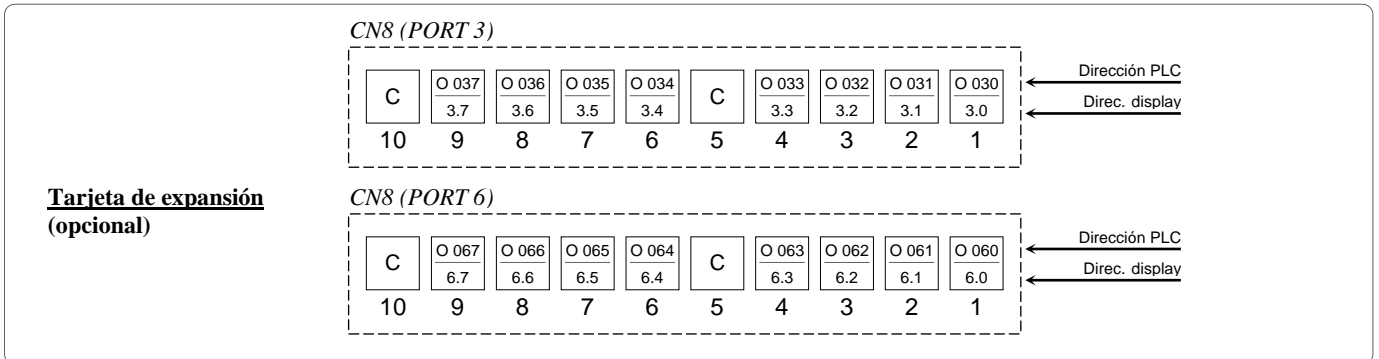 CN8 (PORT 3)
C O 037 O 036 O 035 O 034 C O 033 O 032 O 031 O 030 Dirección PLC
3.7 3.6 3.5 3.4 3.3 3.2 3.1 3.0 Direc. display
10 9 8 7 6 5 4 3 2 1
Tarjeta de expansión
(opcional)
CN8 (PORT 6)
C O 067 O 066 O 065 O 064 C O 063 O 062 O 061 O 060 Dirección PLC
6.7 6.6 6.5 6.4 6.3 6.2 6.1 6.0 Direc. display
10 9 8 7 6 5 4 3 2 1